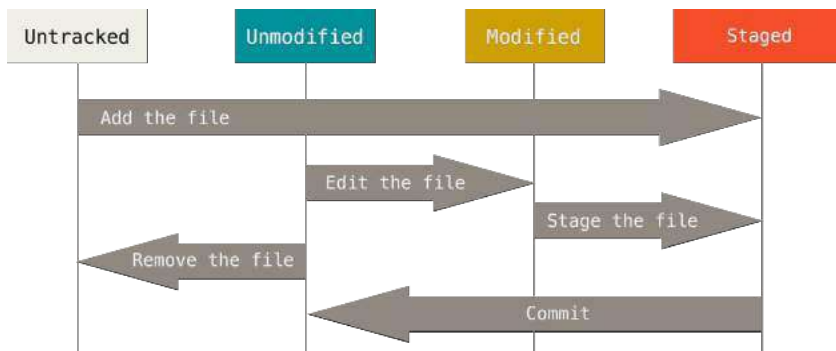 Untracked
Unmodified
Modified
Staged
Add the file
Edit the file
Stage the file
Remove the file
Commit